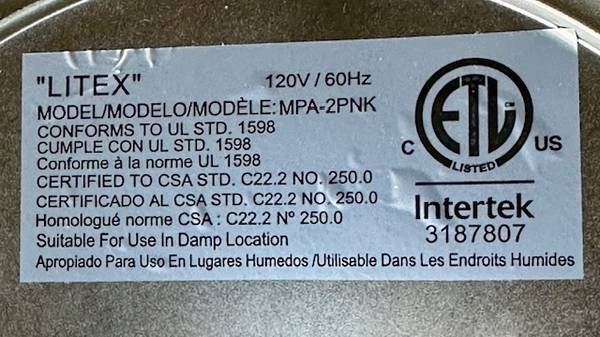 "LITEX" 120V / 60Hz
MODEL/MODELO/MODÈLE: MPA-2PNK
CONFORMS TO UL STD. 1598
CUMPLE CON UL STD. 1598
Conforme à la norme UL 1598
CERTIFIED TO CSA STD. C22.2 NO. 250.0
CERTIFICADO AL CSA STD. C22.2 NO. 250.0
Homologué norme CSA : C22.2 Nº 250.0
Suitable For Use In Damp Location
Apropiado Para Uso En Lugares Humedos /Utilisable Dans Les Endroits Humides
ETL CM
LISTED
C US
Intertek
3187807